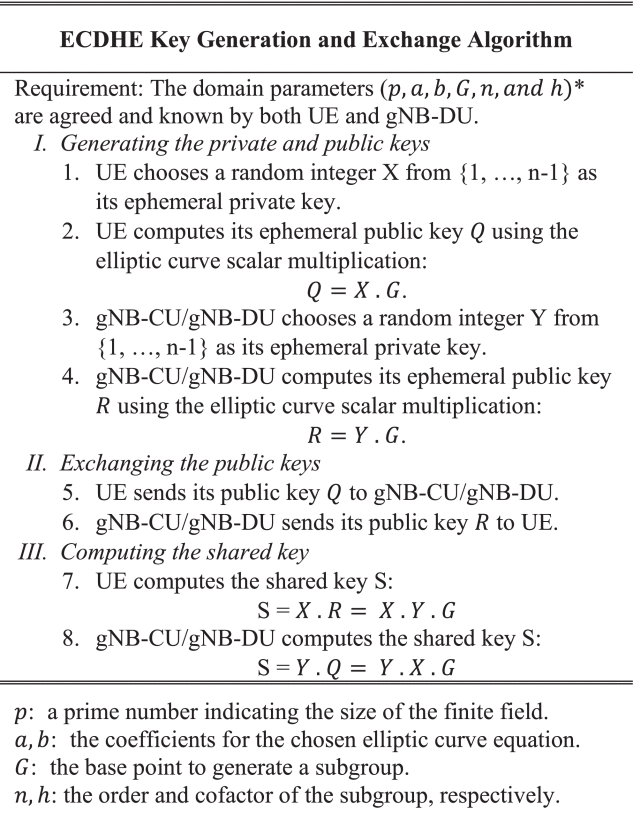 ECDHE Key Generation and Exchange Algorithm
Requirement: The domain parameters (p, a, b, G, n, and h)*
are agreed and known by both UE and gNB-DU.
I. Generating the private and public keys
1. UE chooses a random integer X from {1, …, n-1} as
its ephemeral private key.
2. UE computes its ephemeral public key Q using the
elliptic curve scalar multiplication:
Q = X . G.
3. gNB-CU/gNB-DU chooses a random integer Y from
{1, …, n-1} as its ephemeral private key.
4. gNB-CU/gNB-DU computes its ephemeral public key
R using the elliptic curve scalar multiplication:
R = Y . G.
II. Exchanging the public keys
5. UE sends its public key Q to gNB-CU/gNB-DU.
6. gNB-CU/gNB-DU sends its public key R to UE.
III. Computing the shared key
7. UE computes the shared key S:
S = X . R = X . Y . G
8. gNB-CU/gNB-DU computes the shared key S:
S = Y . Q = Y . X . G
p: a prime number indicating the size of the finite field.
a, b: the coefficients for the chosen elliptic curve equation.
G: the base point to generate a subgroup.
n, h: the order and cofactor of the subgroup, respectively.